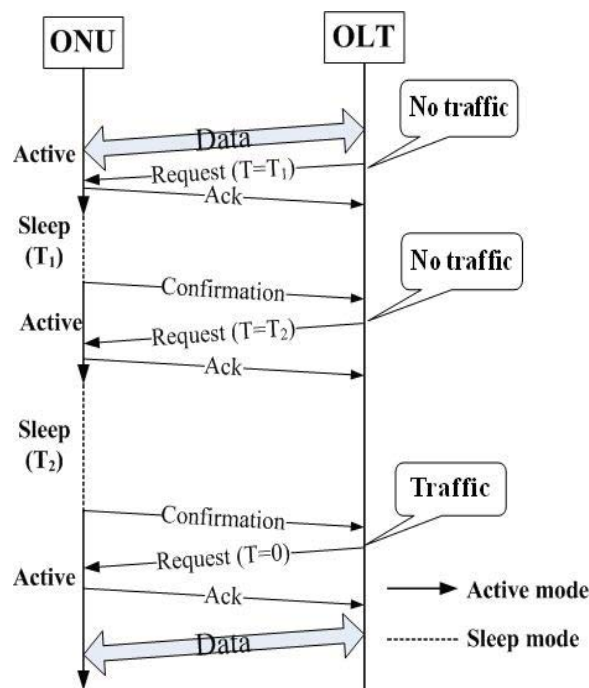 ONU
OLT
No traffic
Data
Active
Request (T=T₁)
Ack
Sleep
(T₁)
No traffic
Confirmation
Active
Request (T=T₂)
Ack
Sleep
(T₂)
Traffic
Confirmation
Request (T=0)
Active
Ack
Active mode
Data
Sleep mode